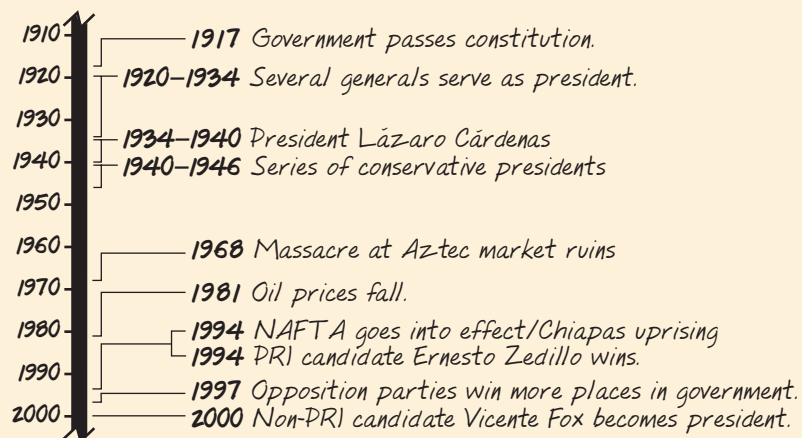 1910
1917 Government passes constitution.
1920
1920–1934 Several generals serve as president.
1930
1934–1940 President Lázaro Cárdenas
1940
1940–1946 Series of conservative presidents
1950
1960
1968 Massacre at Aztec market ruins
1970
1981 Oil prices fall.
1980
1994 NAFTA goes into effect/Chiapas uprising
1994 PRI candidate Ernesto Zedillo wins.
1990
1997 Opposition parties win more places in government.
2000
2000 Non-PRI candidate Vicente Fox becomes president.